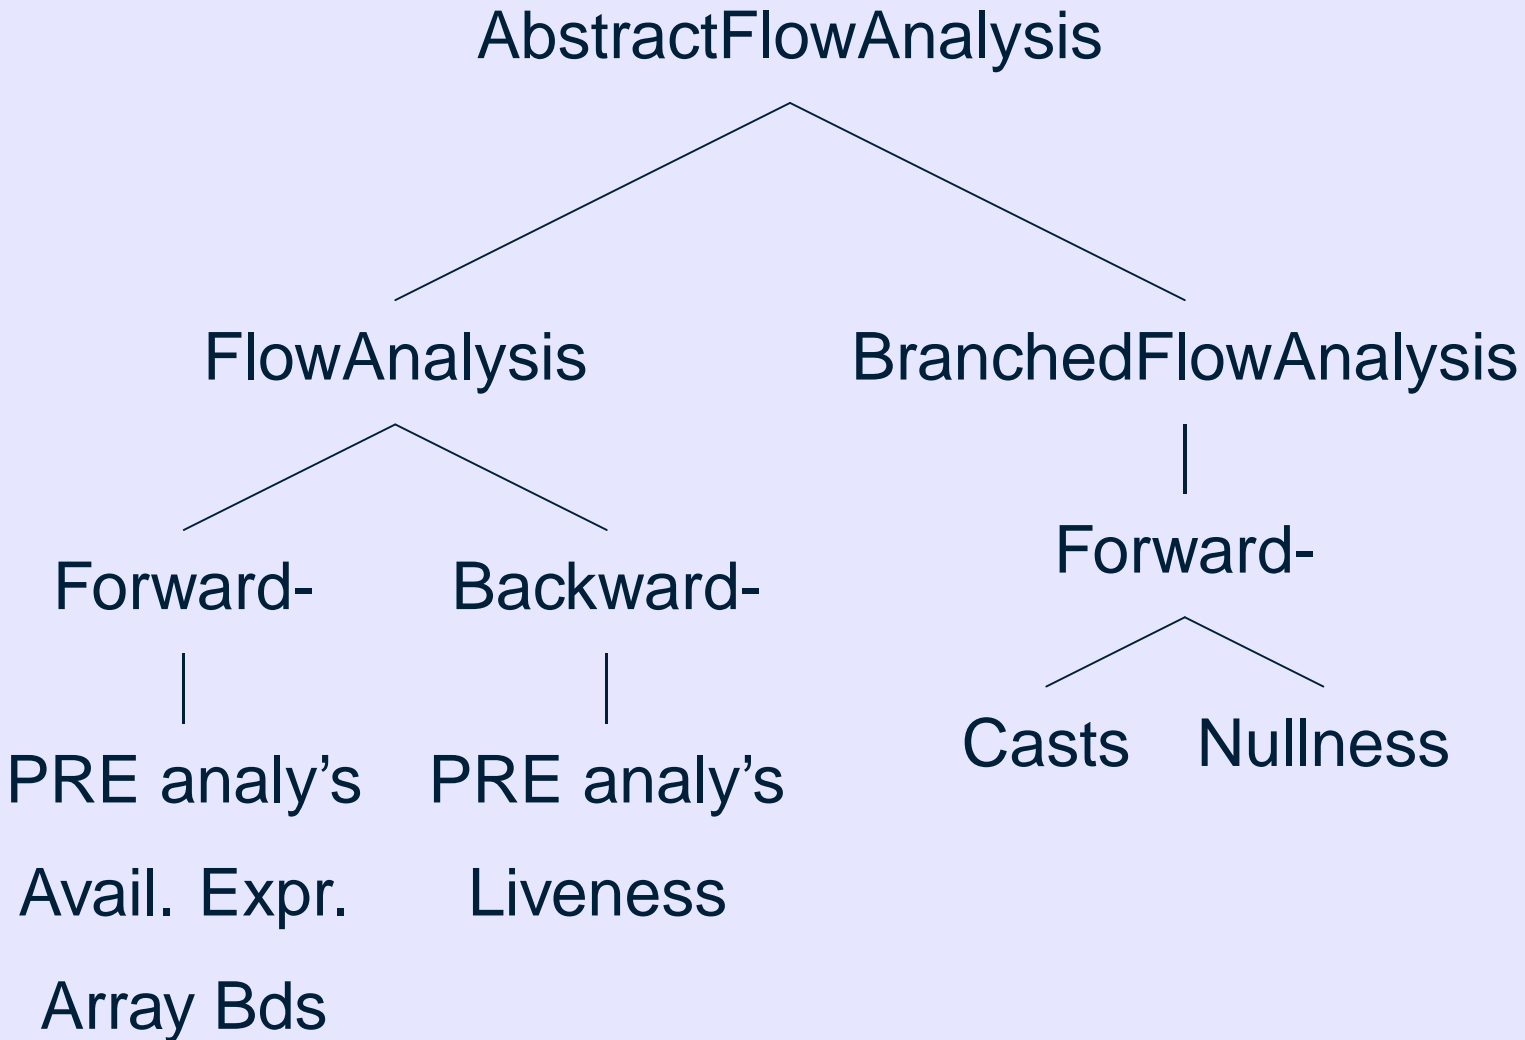 AbstractFlowAnalysis
FlowAnalysis
BranchedFlowAnalysis
Forward-
Backward-
Forward-
PRE analy’s
PRE analy’s
Casts
Nullness
Avail. Expr.
Liveness
Array Bds